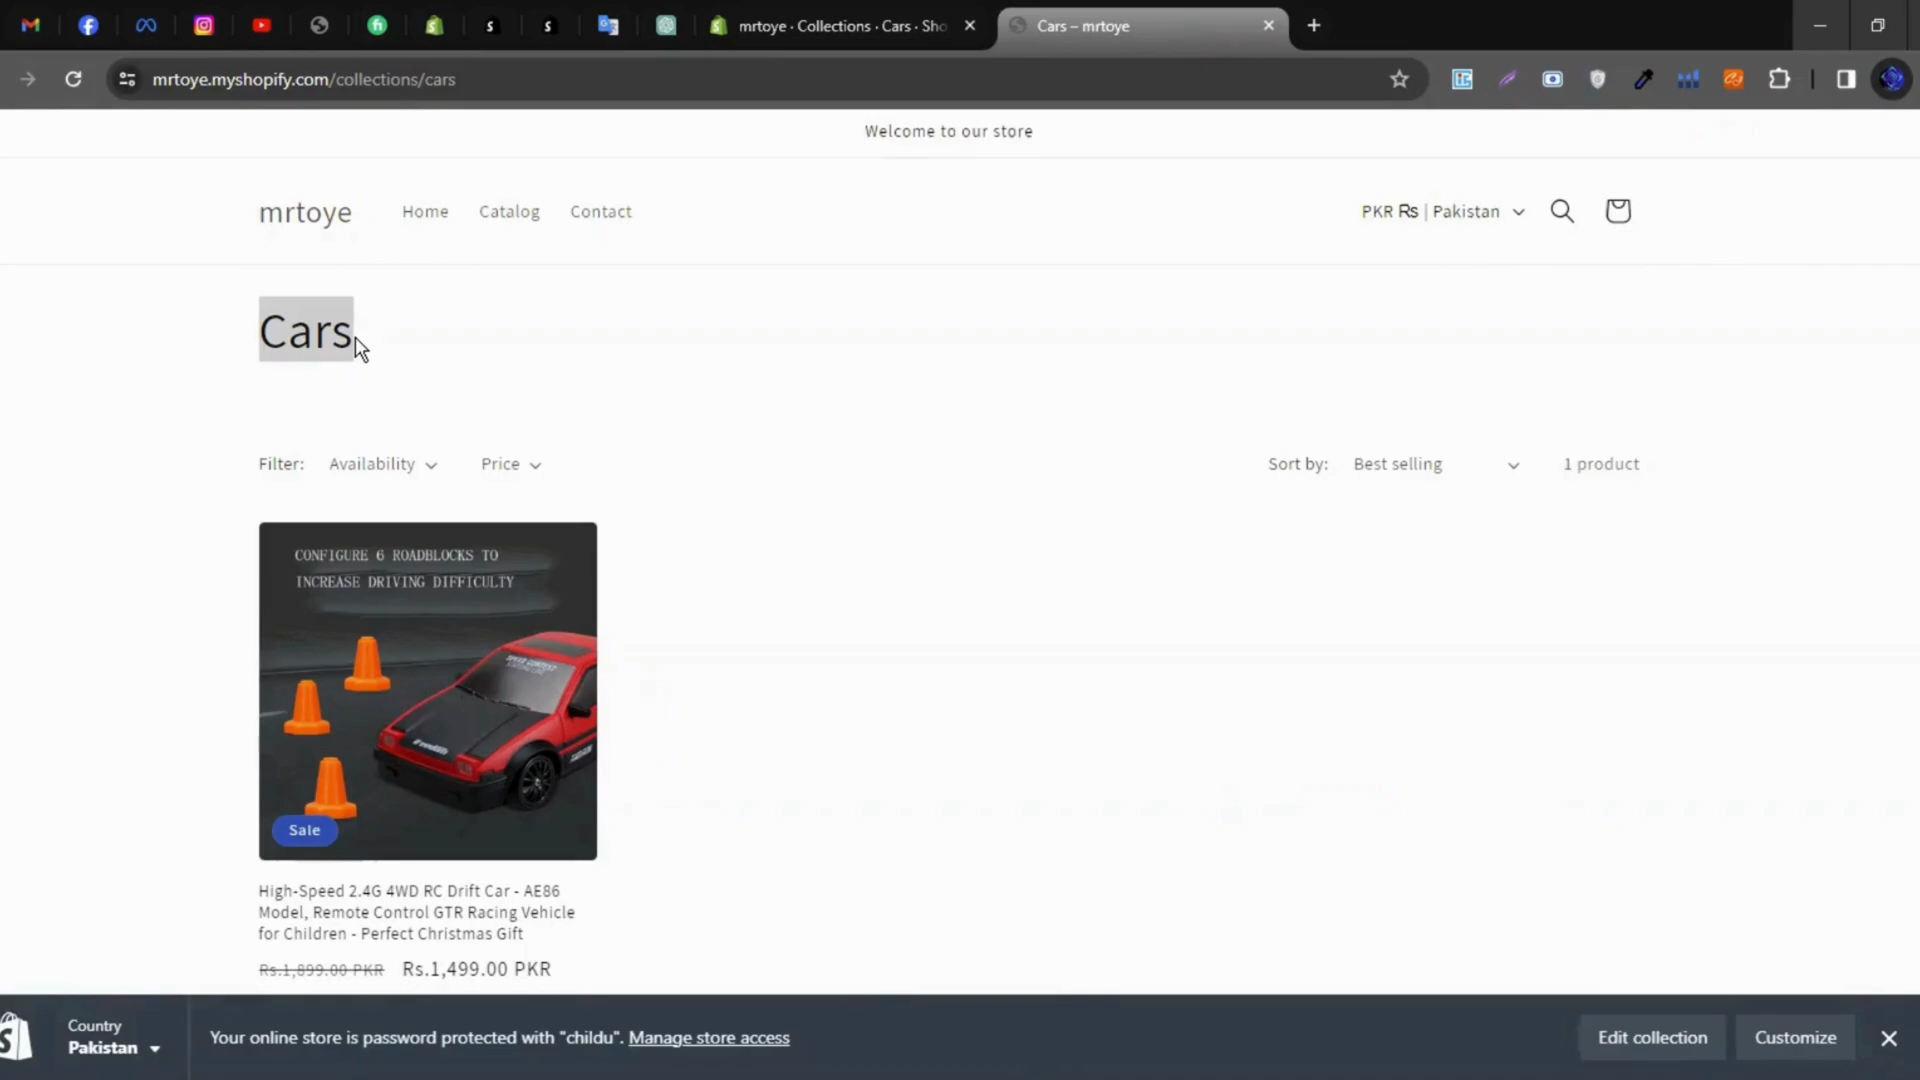 mrtoye · Collections · Cars · Sho
Cars – mrtoye
mrtoye.myshopify.com/collections/cars
Welcome to our store
mrtoye
Home
Catalog
Contact
PKR ₨ | Pakistan
Cars
Filter:
Availability
Price
Sort by:
Best selling
1 product
CONFIGURE 6 ROADBLOCKS TO
INCREASE DRIVING DIFFICULTY
Sale
High-Speed 2.4G 4WD RC Drift Car - AE86
Model, Remote Control GTR Racing Vehicle
for Children - Perfect Christmas Gift
Rs.1,899.00 PKR Rs.1,499.00 PKR
Country
Pakistan
Your online store is password protected with "childu". Manage store access
Edit collection
Customize